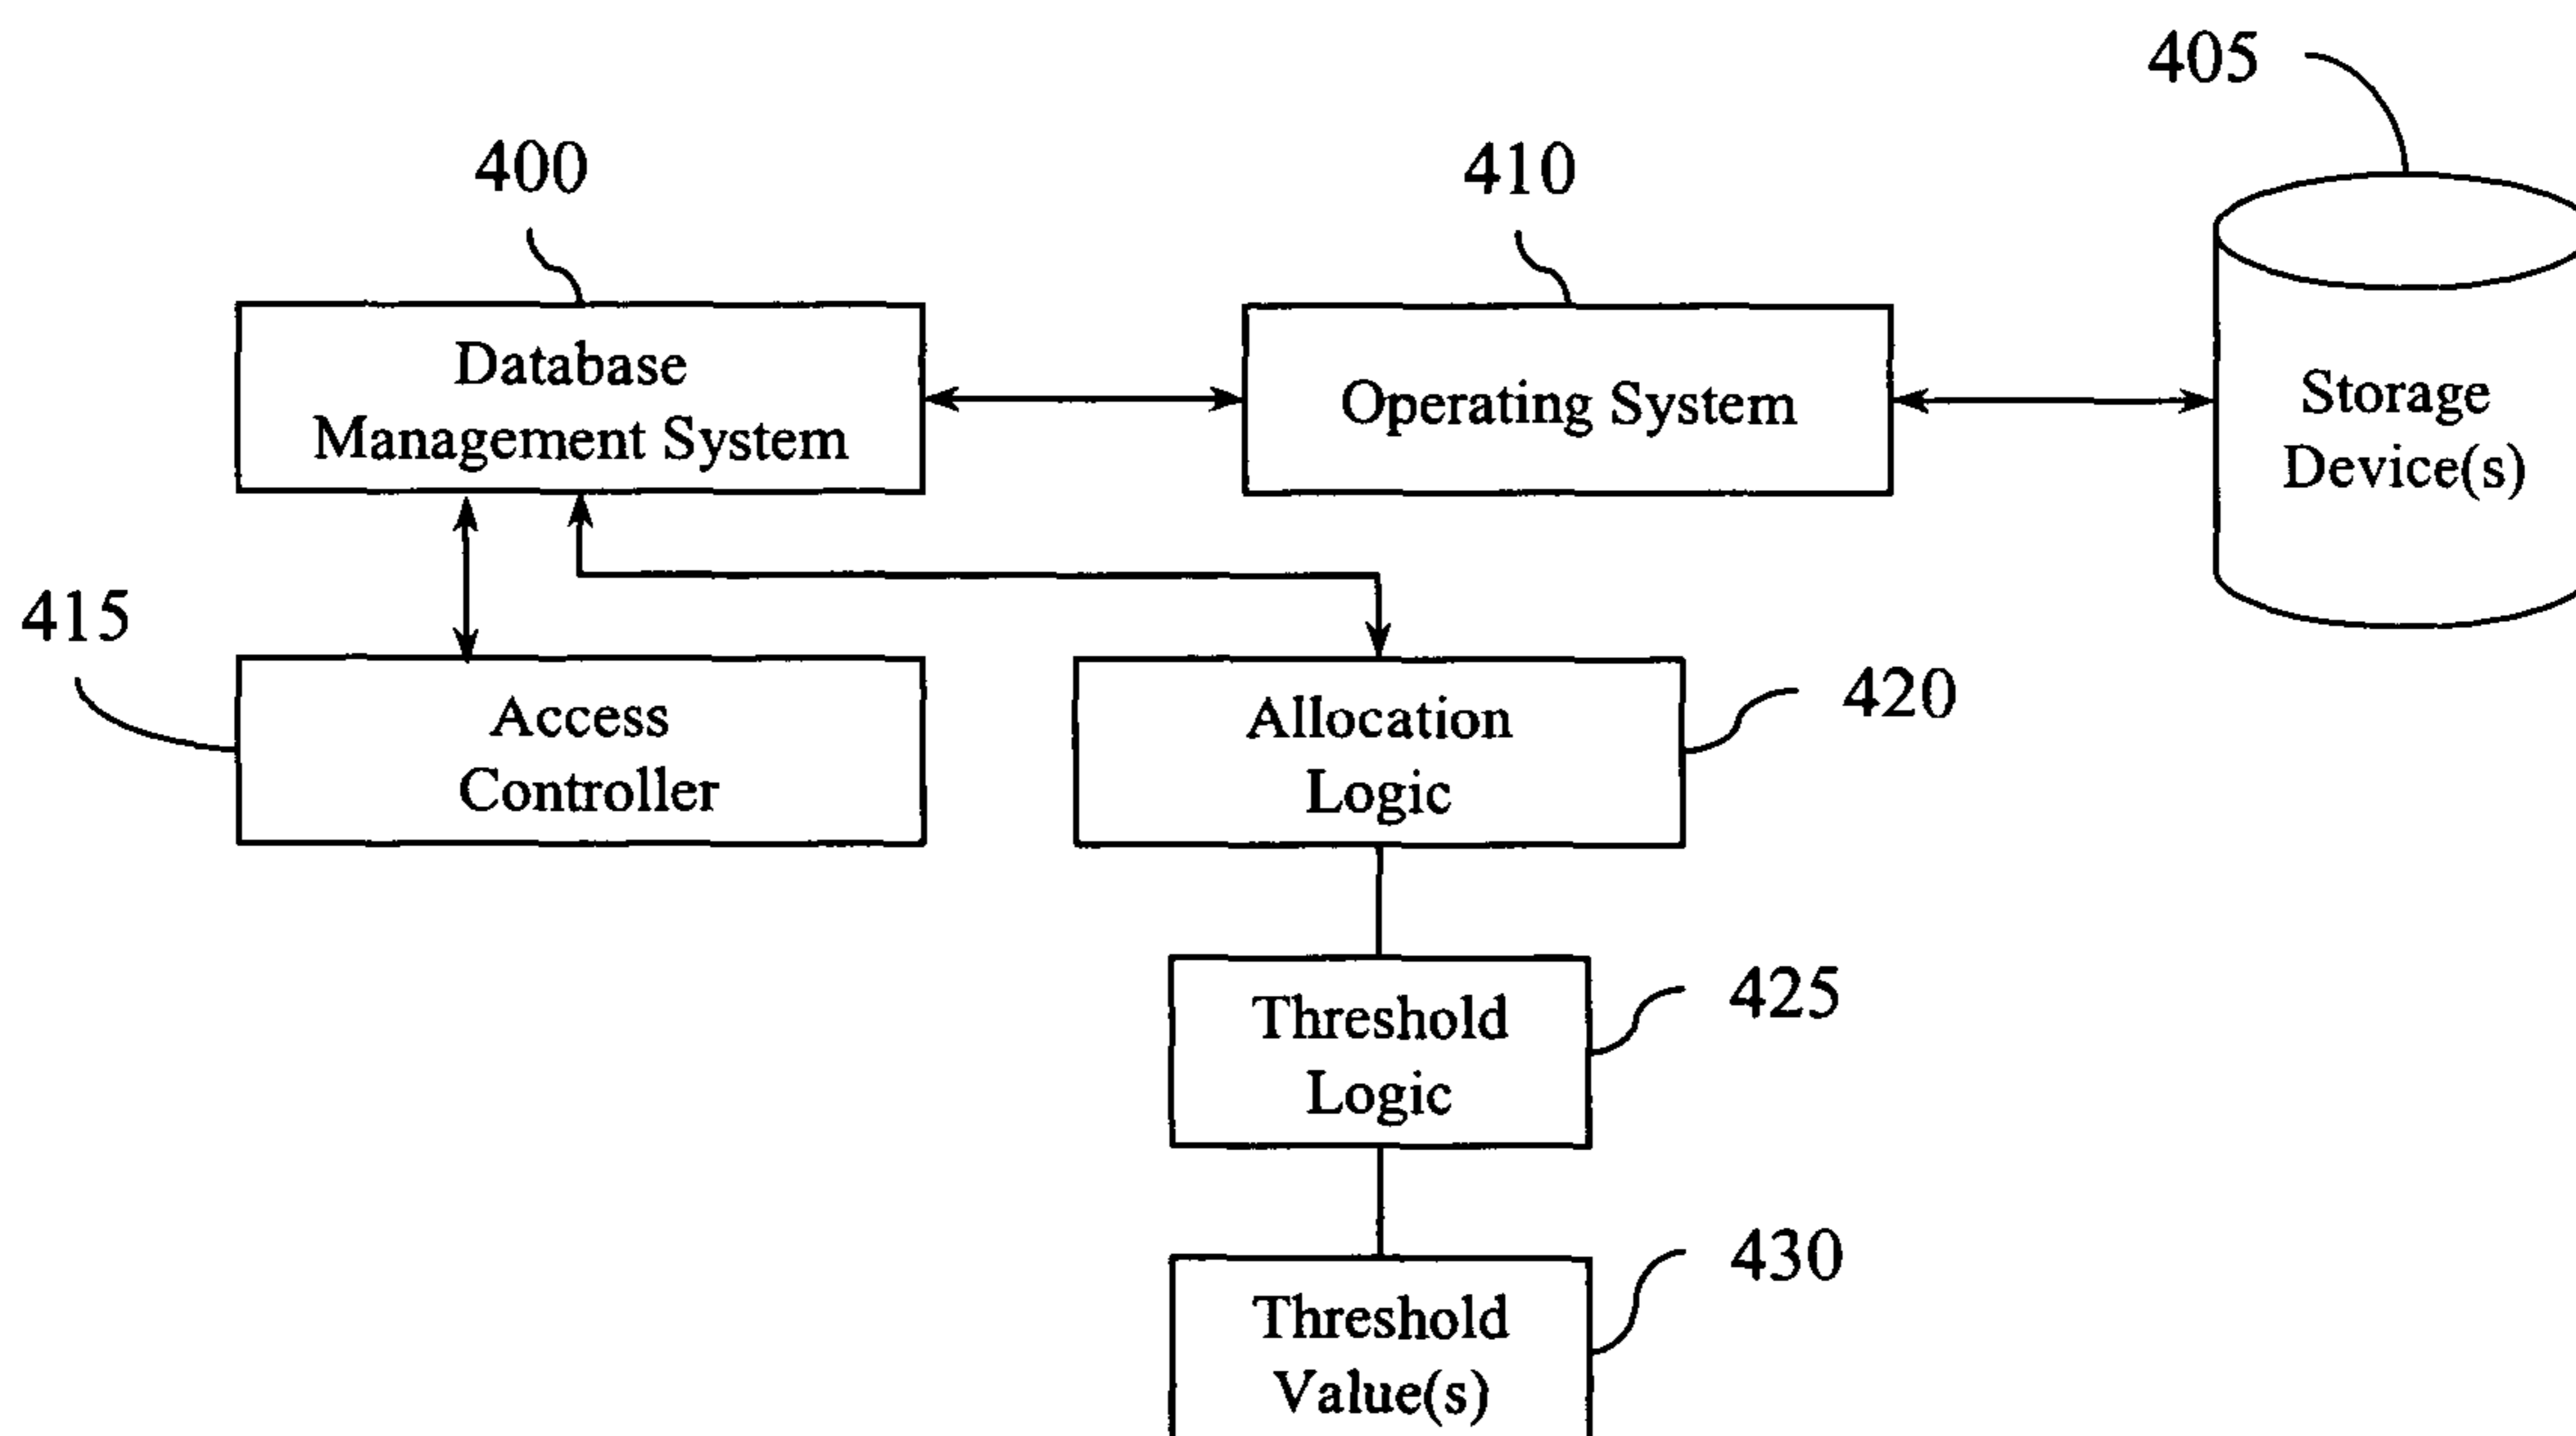 405
400
410
Database
Management System
Operating System
Storage
Device(s)
415
Access
Controller
Allocation
Logic
420
Threshold
Logic
425
Threshold
Value(s)
430